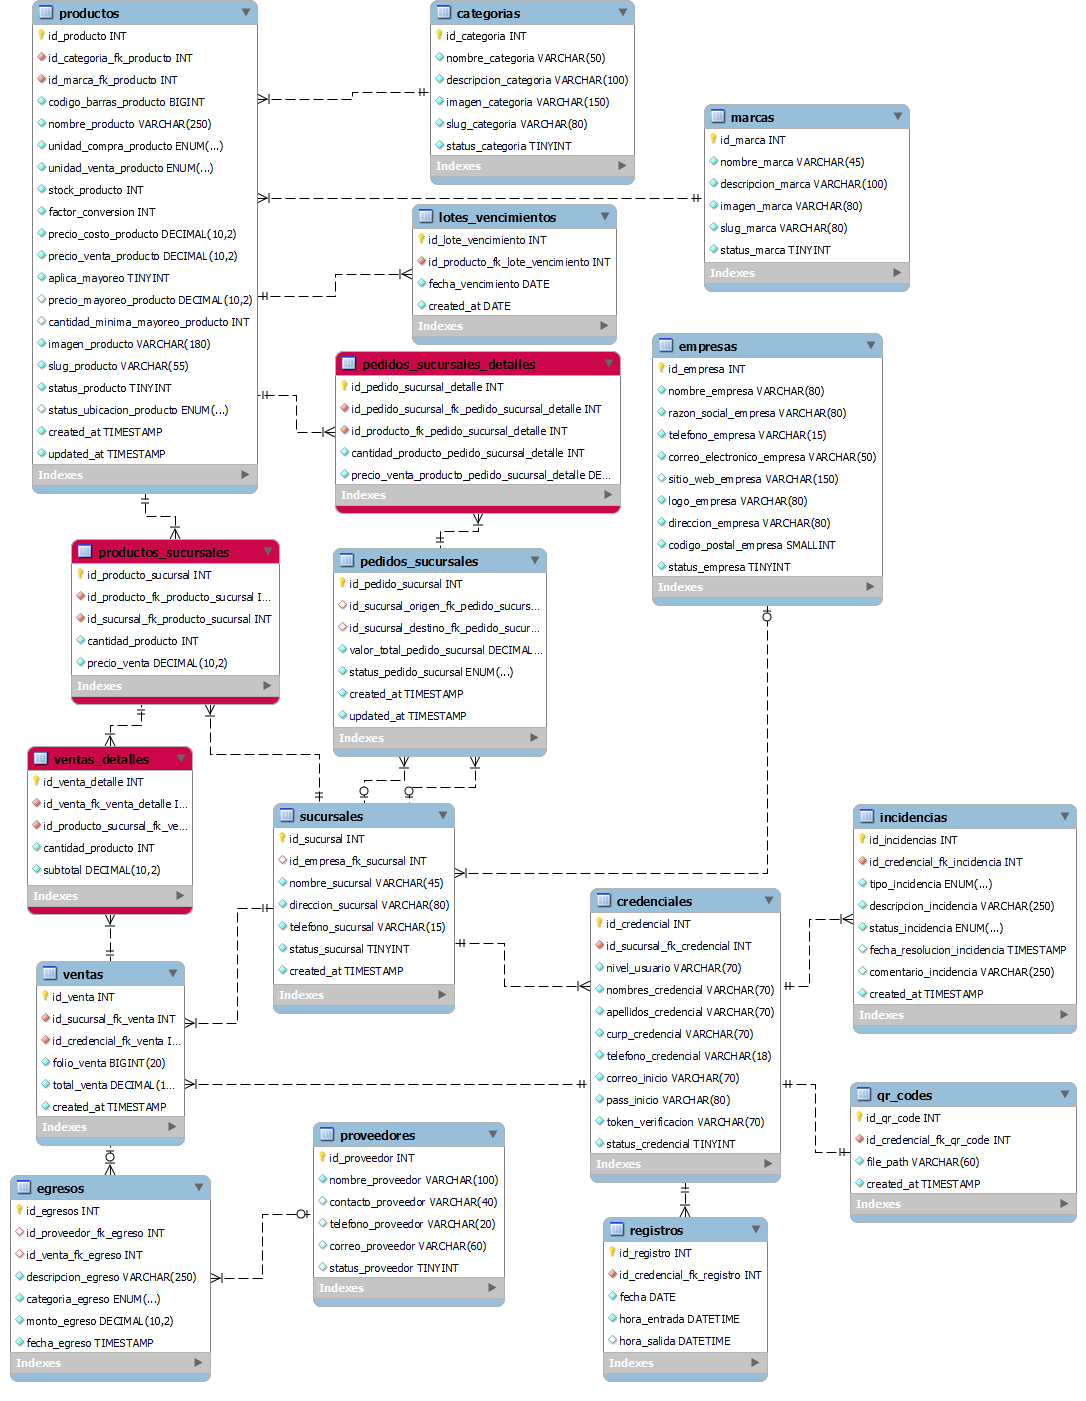 productos
id_producto INT
id_categoria_fk_producto INT
id_marca_fk_producto INT
codigo_barras_producto BIGINT
nombre_producto VARCHAR(250)
unidad_compra_producto ENUM(...)
unidad_venta_producto ENUM(...)
stock_producto INT
factor_conversion INT
precio_costo_producto DECIMAL(10,2)
precio_venta_producto DECIMAL(10,2)
aplica_mayoreo TINYINT
precio_mayoreo_producto DECIMAL(10,2)
cantidad_minima_mayoreo_producto INT
imagen_producto VARCHAR(180)
slug_producto VARCHAR(55)
status_producto TINYINT
status_ubicacion_producto ENUM(...)
created_at TIMESTAMP
updated_at TIMESTAMP
Indexes
categorias
id_categoria INT
nombre_categoria VARCHAR(50)
descripcion_categoria VARCHAR(100)
imagen_categoria VARCHAR(150)
slug_categoria VARCHAR(80)
status_categoria TINYINT
Indexes
marcas
id_marca INT
nombre_marca VARCHAR(45)
descripcion_marca VARCHAR(100)
imagen_marca VARCHAR(80)
slug_marca VARCHAR(80)
status_marca TINYINT
Indexes
lotes_vencimientos
id_lote_vencimiento INT
id_producto_fk_lote_vencimiento INT
fecha_vencimiento DATE
created_at DATE
Indexes
pedidos_sucursales_detalles
id_pedido_sucursal_detalle INT
id_pedido_sucursal_fk_pedido_sucursal_detalle INT
id_producto_fk_pedido_sucursal_detalle INT
cantidad_producto_pedido_sucursal_detalle INT
precio_venta_producto_pedido_sucursal_detalle DE...
Indexes
empresas
id_empresa INT
nombre_empresa VARCHAR(80)
razon_social_empresa VARCHAR(80)
telefono_empresa VARCHAR(15)
correo_electronico_empresa VARCHAR(50)
sitio_web_empresa VARCHAR(150)
logo_empresa VARCHAR(80)
direccion_empresa VARCHAR(80)
codigo_postal_empresa SMALLINT
status_empresa TINYINT
Indexes
productos_sucursales
id_producto_sucursal INT
id_producto_fk_producto_sucursal I...
id_sucursal_fk_producto_sucursal INT
cantidad_producto INT
precio_venta DECIMAL(10,2)
Indexes
pedidos_sucursales
id_pedido_sucursal INT
id_sucursal_origen_fk_pedido_sucurs...
id_sucursal_destino_fk_pedido_sucur...
valor_total_pedido_sucursal DECIMAL...
status_pedido_sucursal ENUM(...)
created_at TIMESTAMP
updated_at TIMESTAMP
Indexes
ventas_detalles
id_venta_detalle INT
id_venta_fk_venta_detalle I...
id_producto_sucursal_fk_ve...
cantidad_producto INT
subtotal DECIMAL(10,2)
Indexes
sucursales
id_sucursal INT
id_empresa_fk_sucursal INT
nombre_sucursal VARCHAR(45)
direccion_sucursal VARCHAR(80)
telefono_sucursal VARCHAR(15)
status_sucursal TINYINT
created_at TIMESTAMP
Indexes
credenciales
id_credencial INT
id_sucursal_fk_credencial INT
nivel_usuario VARCHAR(70)
nombres_credencial VARCHAR(70)
apellidos_credencial VARCHAR(70)
curp_credencial VARCHAR(70)
telefono_credencial VARCHAR(18)
correo_inicio VARCHAR(70)
pass_inicio VARCHAR(80)
token_verificacion VARCHAR(70)
status_credencial TINYINT
Indexes
incidencias
id_incidencias INT
id_credencial_fk_incidencia INT
tipo_incidencia ENUM(...)
descripcion_incidencia VARCHAR(250)
status_incidencia ENUM(...)
fecha_resolucion_incidencia TIMESTAMP
comentario_incidencia VARCHAR(250)
created_at TIMESTAMP
Indexes
ventas
id_venta INT
id_sucursal_fk_venta INT
id_credencial_fk_venta I...
folio_venta BIGINT(20)
total_venta DECIMAL(1...
created_at TIMESTAMP
Indexes
qr_codes
id_qr_code INT
id_credencial_fk_qr_code INT
file_path VARCHAR(60)
created_at TIMESTAMP
Indexes
proveedores
id_proveedor INT
nombre_proveedor VARCHAR(100)
contacto_proveedor VARCHAR(40)
telefono_proveedor VARCHAR(20)
correo_proveedor VARCHAR(60)
status_proveedor TINYINT
Indexes
egresos
id_egresos INT
id_proveedor_fk_egreso INT
id_venta_fk_egreso INT
descripcion_egreso VARCHAR(250)
categoria_egreso ENUM(...)
monto_egreso DECIMAL(10,2)
fecha_egreso TIMESTAMP
Indexes
registros
id_registro INT
id_credencial_fk_registro INT
fecha DATE
hora_entrada DATETIME
hora_salida DATETIME
Indexes